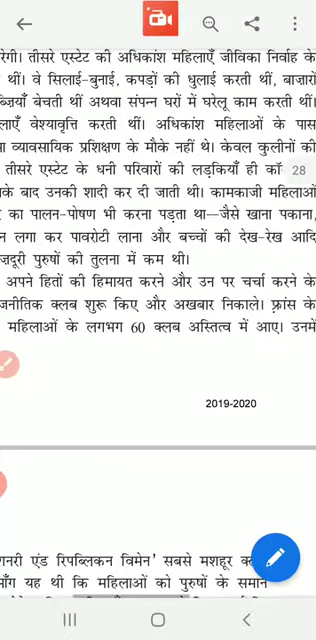 रेगी। तीसरे एस्टेट की अधिकांश महिलाएँ जीविका निर्वाह के
थीं। वे सिलाई-बुनाई, कपड़ों की धुलाई करती थीं, बाज़ारों
ब्ज़ियाँ बेचती थीं अथवा संपन्न घरों में घरेलू काम करती थीं।
लाएँ वेश्यावृत्ति करती थीं। अधिकांश महिलाओं के पास
या व्यावसायिक प्रशिक्षण के मौके नहीं थे। केवल कुलीनों की
तीसरे एस्टेट के धनी परिवारों की लड़कियाँ ही कॉ 28
के बाद उनकी शादी कर दी जाती थी। कामकाजी महिलाओं
र का पालन-पोषण भी करना पड़ता था—जैसे खाना पकाना,
न लगा कर पावरोटी लाना और बच्चों की देख-रेख आदि
ज़दूरी पुरुषों की तुलना में कम थी।
अपने हितों की हिमायत करने और उन पर चर्चा करने के
जनीतिक क्लब शुरू किए और अखबार निकाले। फ़्रांस के
महिलाओं के लगभग 60 क्लब अस्तित्व में आए। उनमें
2019-2020
शनरी एंड रिपब्लिकन विमेन’ सबसे मशहूर क
माँग यह थी कि महिलाओं को पुरुषों के समान